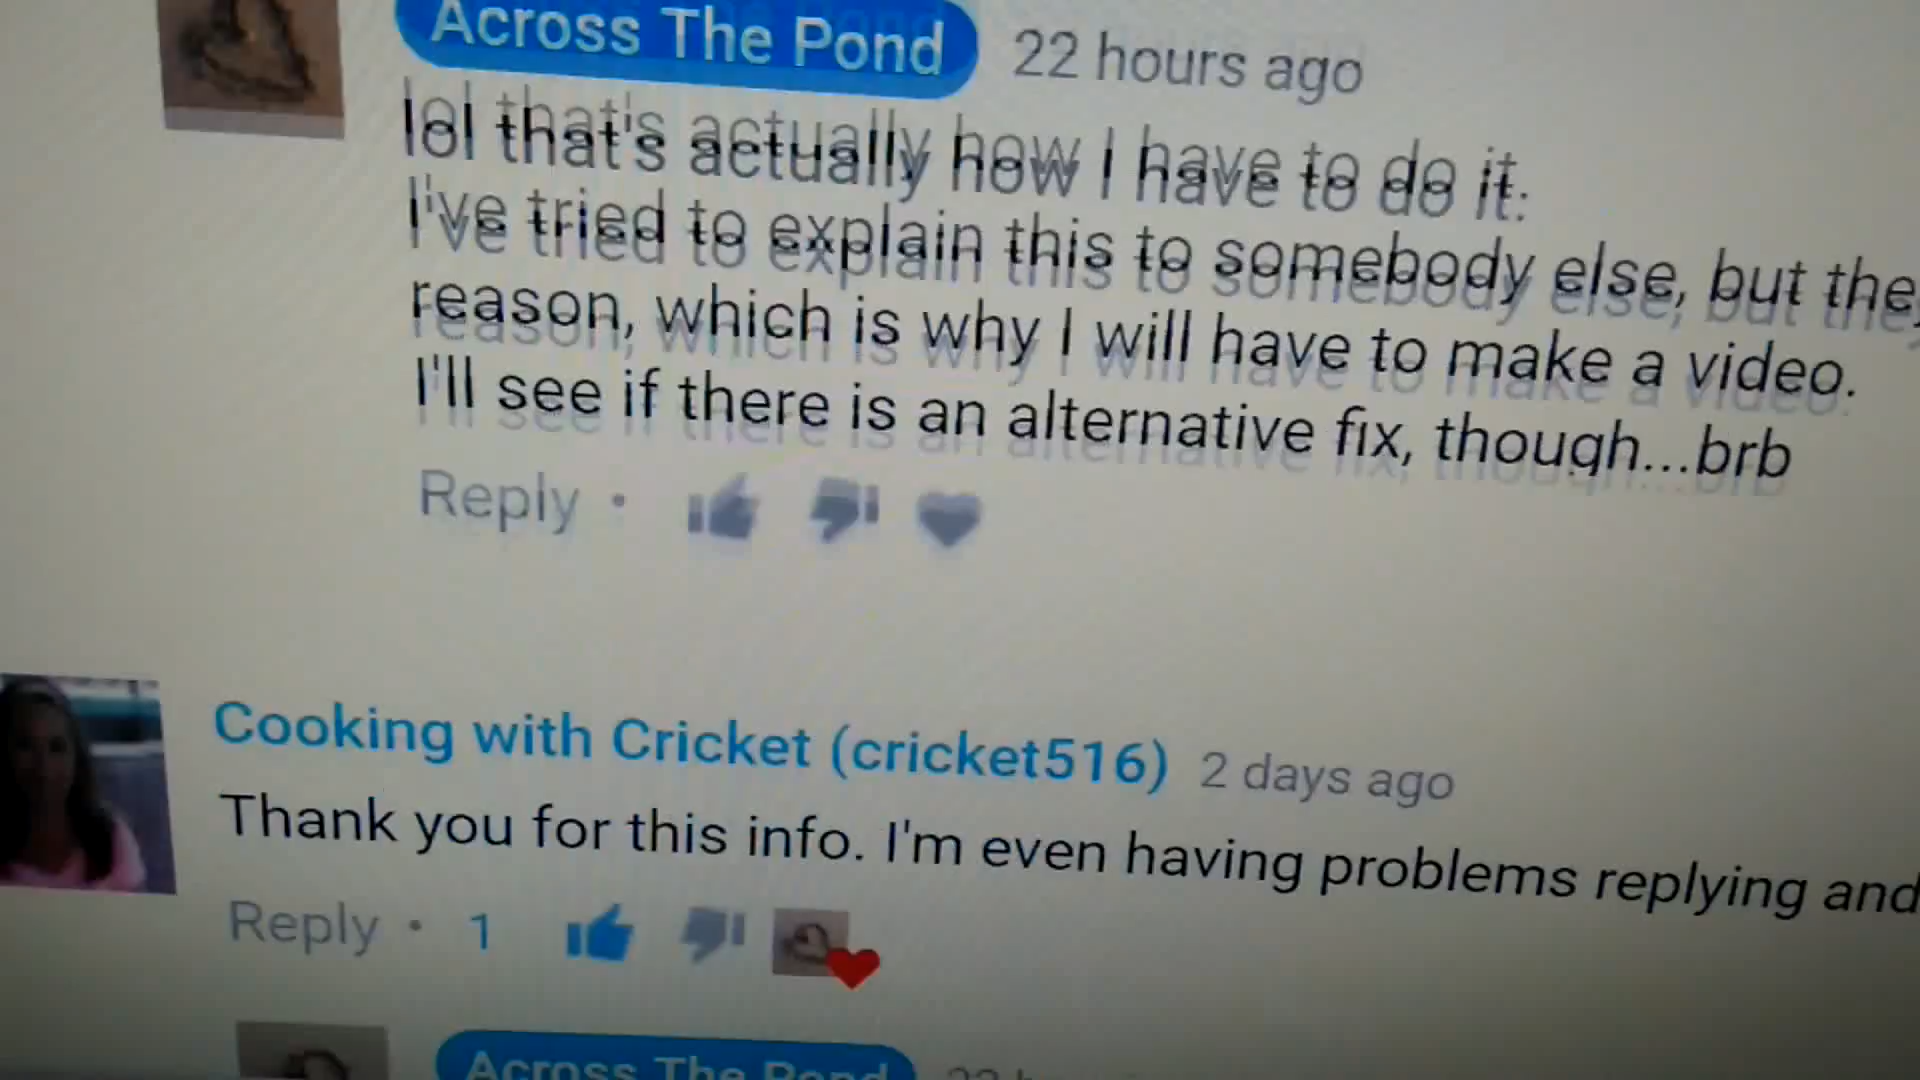 Across The Pond 22 hours ago
lol that's actually how I have to do it.
I've tried to explain this to somebody else, but the
reason, which is why I will have to make a video.
I'll see if there is an alternative fix, though...brb
Reply •
Cooking with Cricket (cricket516) 2 days ago
Thank you for this info. I'm even having problems replying and
Reply • 1
Across The Pond